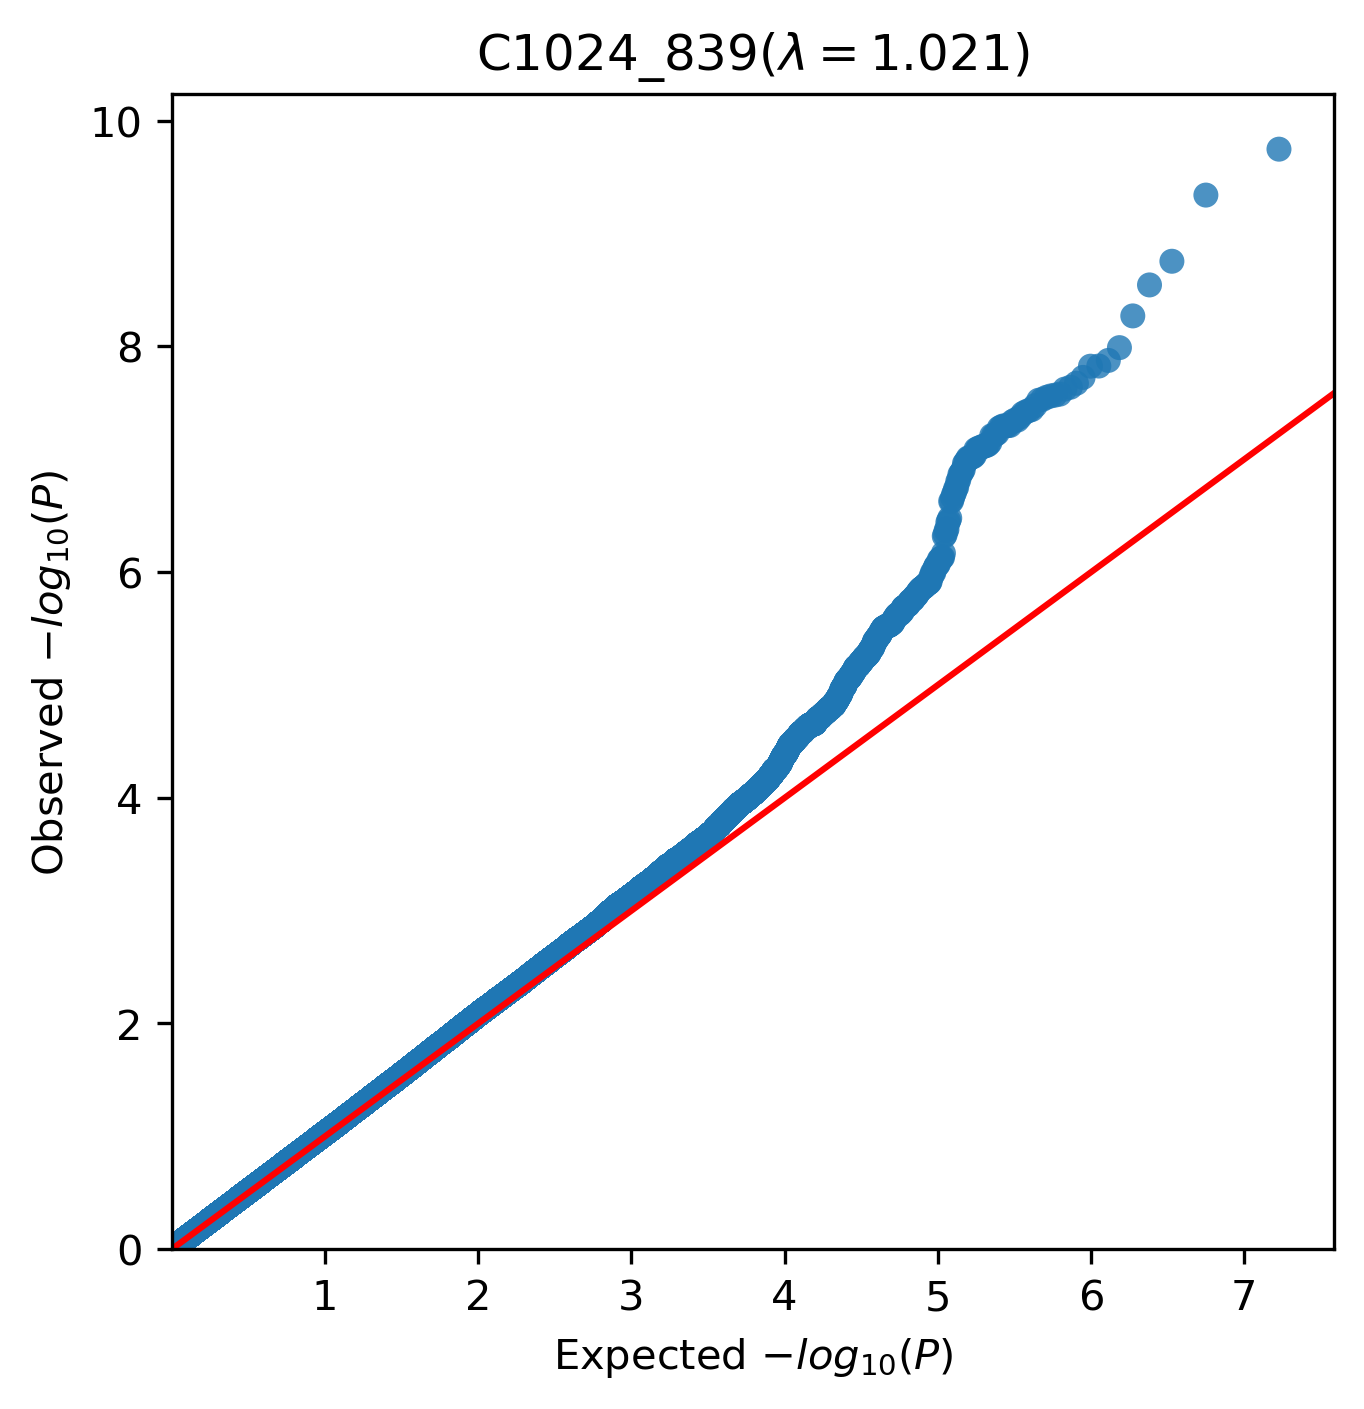 C1024_839(λ = 1.021)
10
8
6
4
2
0
Observed −log10(P)
1 2 3 4 5 6 7
Expected −log10(P)